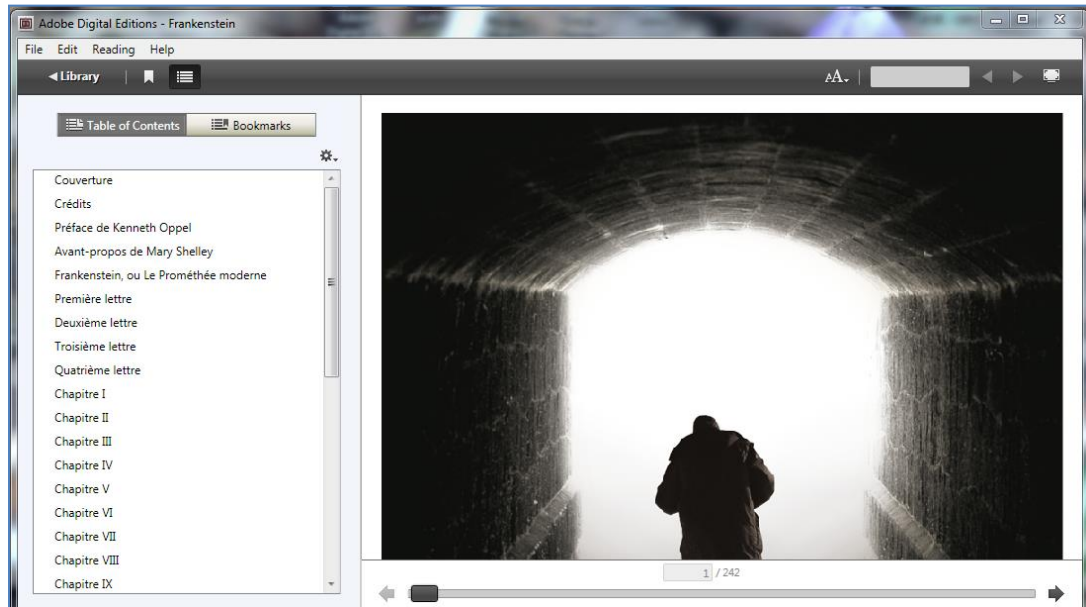 Adobe Digital Editions - Frankenstein
File Edit Reading Help
Library
AA
Table of Contents Bookmarks
Couverture
Crédits
Préface de Kenneth Oppel
Avant-propos de Mary Shelley
Frankenstein, ou Le Prométhée moderne
Première lettre
Deuxième lettre
Troisième lettre
Quatrième lettre
Chapitre I
Chapitre II
Chapitre III
Chapitre IV
Chapitre V
Chapitre VI
Chapitre VII
Chapitre VIII
Chapitre IX
1 / 242